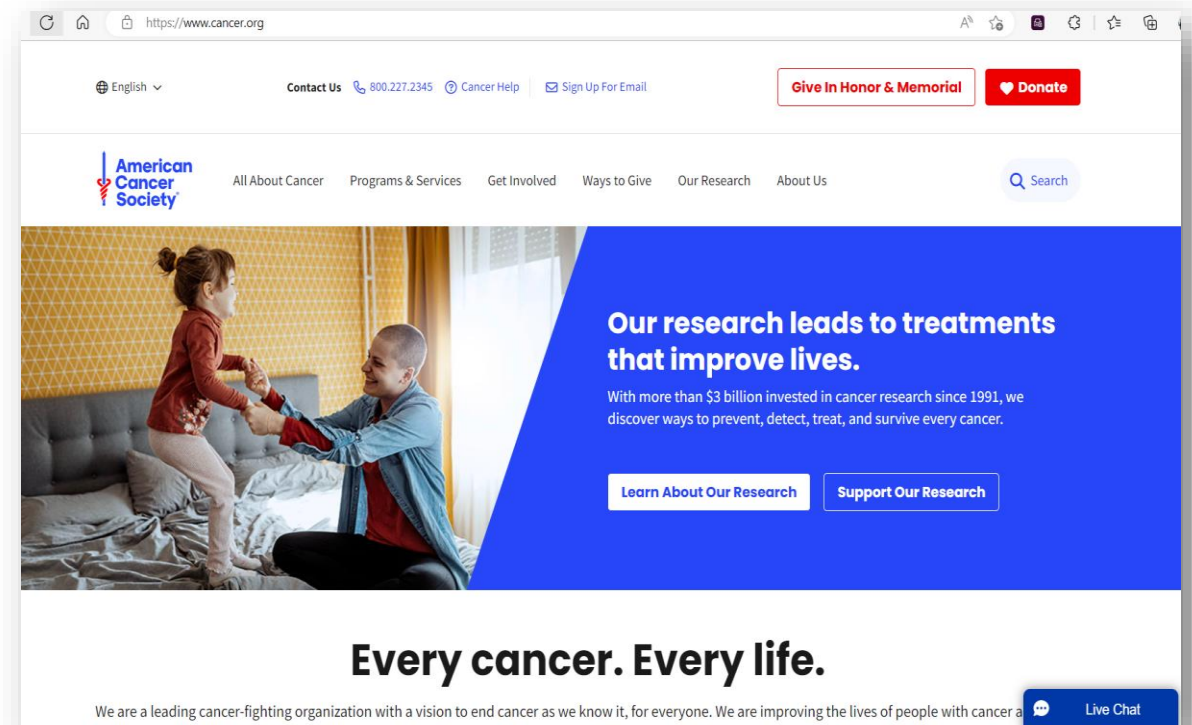 https://www.cancer.org
English
Contact Us 800.227.2345 Cancer Help Sign Up For Email
Give In Honor & Memorial
Donate
American
Cancer
Society
All About Cancer Programs & Services Get Involved Ways to Give Our Research About Us
Search
Our research leads to treatments
that improve lives.
With more than $3 billion invested in cancer research since 1991, we
discover ways to prevent, detect, treat, and survive every cancer.
Learn About Our Research Support Our Research
Every cancer. Every life.
We are a leading cancer-fighting organization with a vision to end cancer as we know it, for everyone. We are improving the lives of people with cancer a
Live Chat